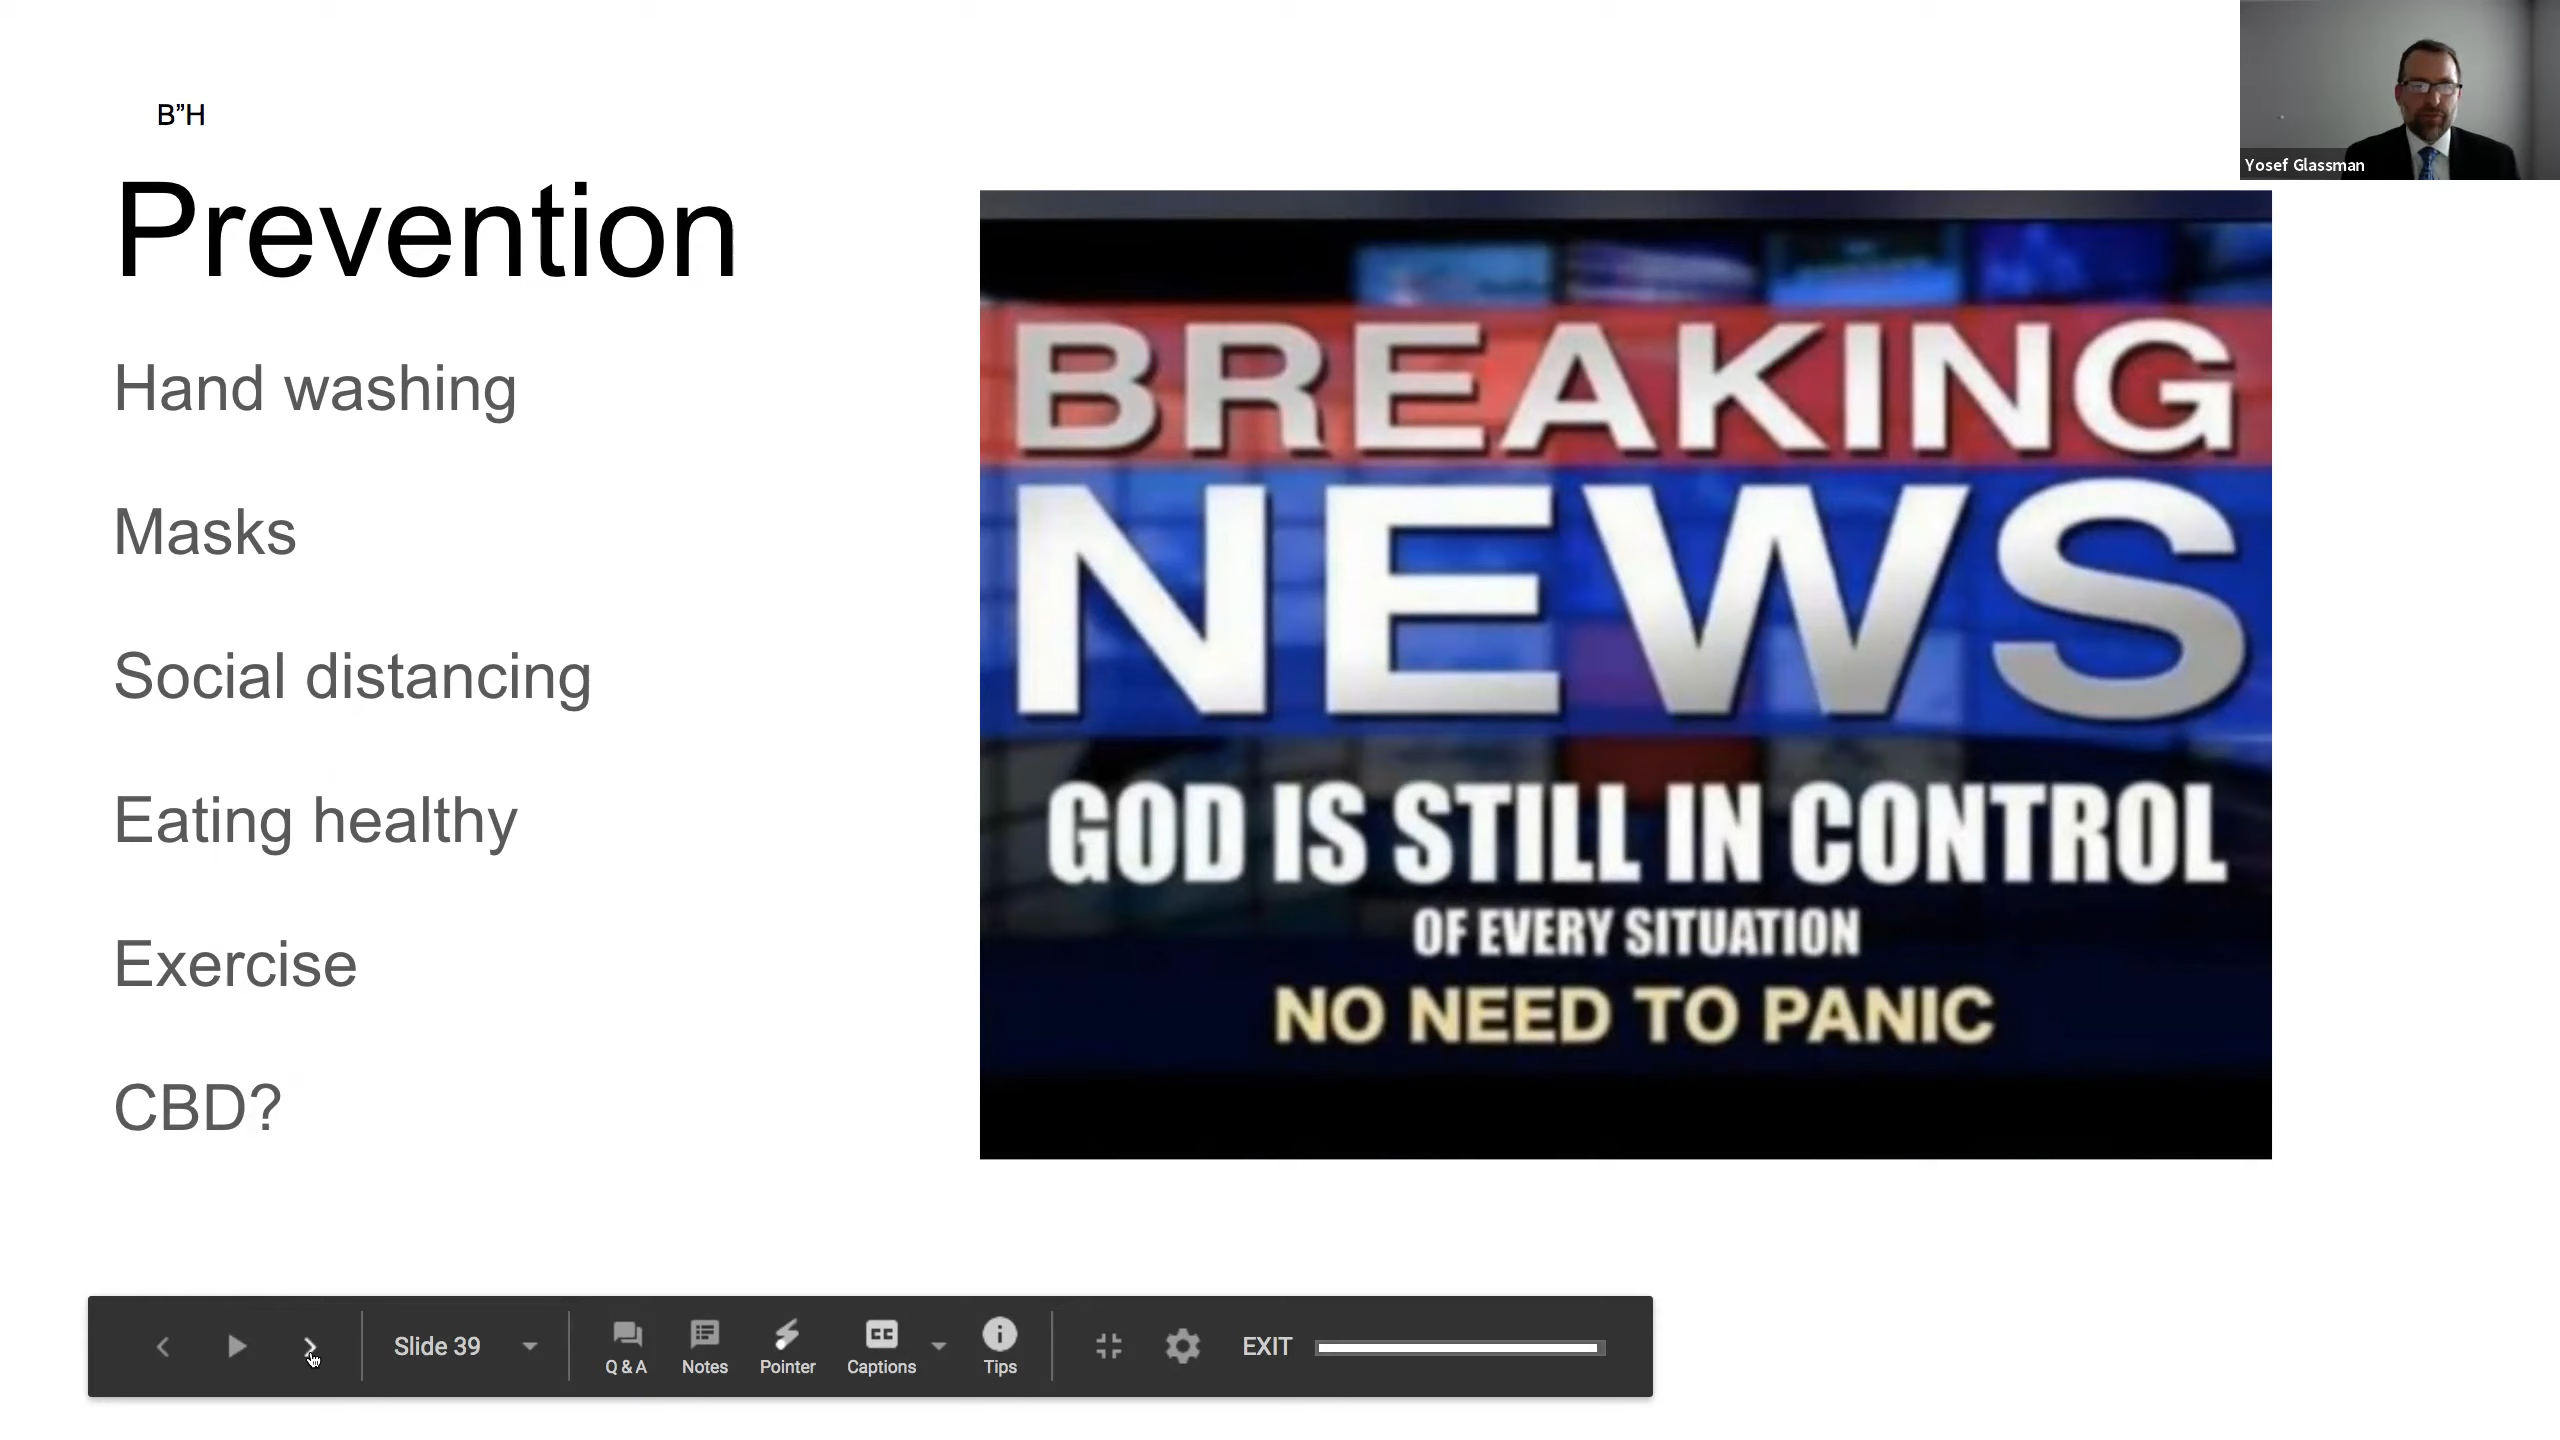 B”H
Yosef Glassman
Prevention
Hand washing
Masks
Social distancing
Eating healthy
Exercise
CBD?
BREAKING
NEWS
GOD IS STILL IN CONTROL
OF EVERY SITUATION
NO NEED TO PANIC
Slide 39
Q & A
Notes
Pointer
CC
Captions
Tips
EXIT